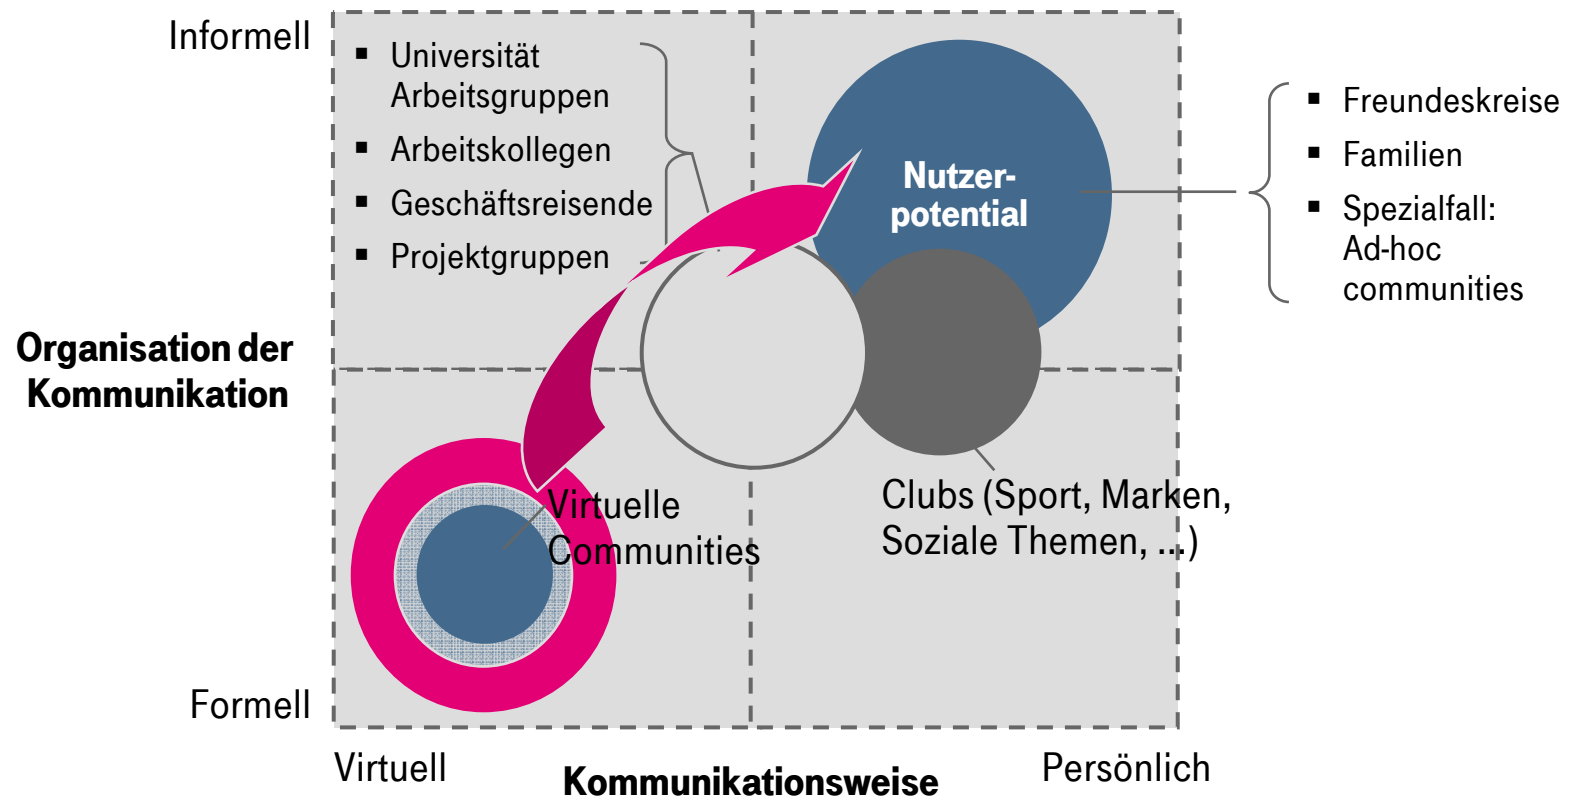 Informell
▪ Universität
Arbeitsgruppen
▪ Arbeitskollegen
▪ Geschäftsreisende
▪ Projektgruppen
Nutzer-
potential
▪ Freundeskreise
▪ Familien
▪ Spezialfall:
Ad-hoc
communities
Organisation der
Kommunikation
Virtuelle
Communities
Clubs (Sport, Marken,
Soziale Themen, ...)
Formell
Virtuell
Kommunikationsweise
Persönlich